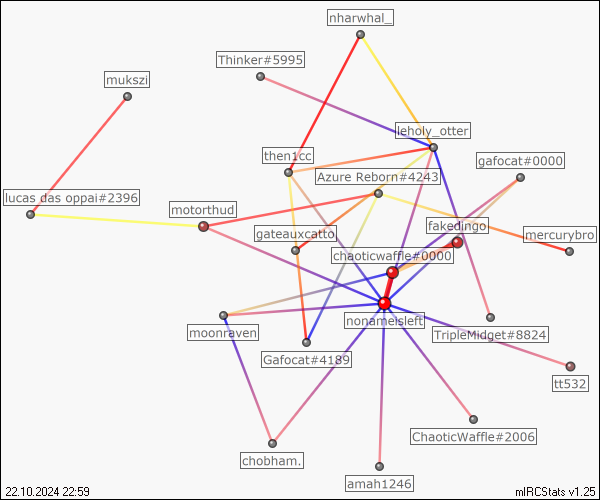 nharwhal_
Thinker#5995
mukszi
leholy_otter
then1cc
gafocat#0000
Azure Reborn#4243
lucas das oppai#2396
motorthud
fakedingo
gateauxcatto
mercurybro
chaoticwaffle#0000
nonameisleft
moonraven
TripleMidget#8824
Gafocat#4189
tt532
ChaoticWaffle#2006
chobham.
amah1246
22.10.2024 22:59
mIRCStats v1.25